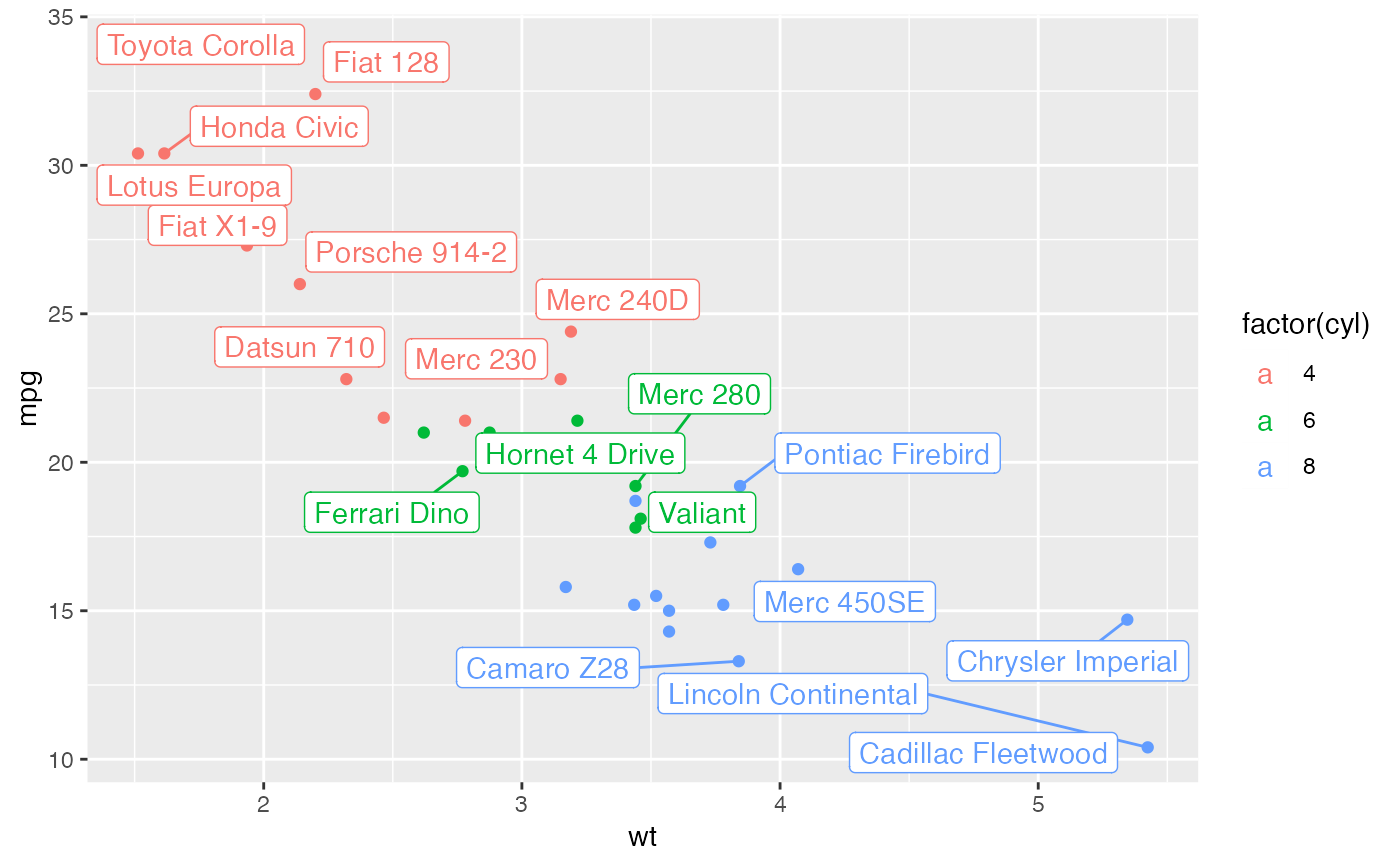 35
30
25
20
15
10
mpg
Toyota Corolla
Fiat 128
Honda Civic
Lotus Europa
Fiat X1-9
Porsche 914-2
Merc 240D
Datsun 710
Merc 230
Merc 280
Hornet 4 Drive
Pontiac Firebird
Ferrari Dino
Valiant
Merc 450SE
Chrysler Imperial
Camaro Z28
Lincoln Continental
Cadillac Fleetwood
2
3
4
5
wt
factor(cyl)
a 4
a 6
a 8